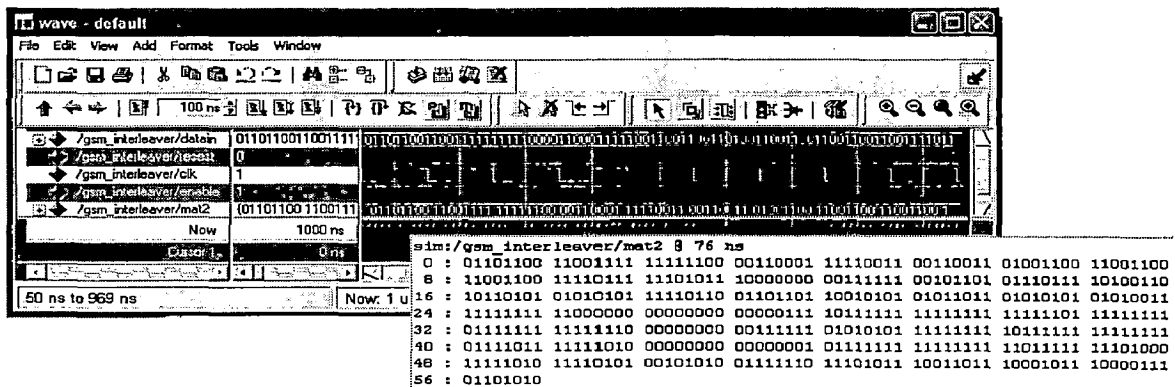 wave - default
File Edit View Add Format Tools Window
100 ns
/gsm_interleaver/datain 0110110011001111
/gsm_interleaver/reset 0
/gsm_interleaver/clk 1
/gsm_interleaver/enable 1
/gsm_interleaver/mat2 (01101100 1100111
Now 1000 ns
Cursor 1 0 ns
50 ns to 969 ns Now: 1 u
sim:/gsm_interleaver/mat2 @ 76 ns
0 : 01101100 11001111 11111100 00110001 11110011 00110011 01001100 11001100
8 : 11001100 11110111 11101011 10000000 00111111 00101101 01110111 10100110
16 : 10110101 01010101 11110110 01101101 10010101 01011011 01010101 01010011
24 : 11111111 11000000 00000000 00000111 10111111 11111111 11111101 11111111
32 : 01111111 11111110 00000000 00111111 01010101 11111111 10111111 11111111
40 : 01111011 11111010 00000000 00000001 01111111 11111111 11011111 11101000
48 : 11111010 11110101 00101010 01111110 11101011 10011011 10001011 10000111
56 : 01101010